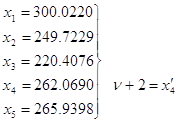 x₁ = 300.0220
x₂ = 249.7229
x₃ = 220.4076
x₄ = 262.0690
x₅ = 265.9398
ν + 2 = x′₄